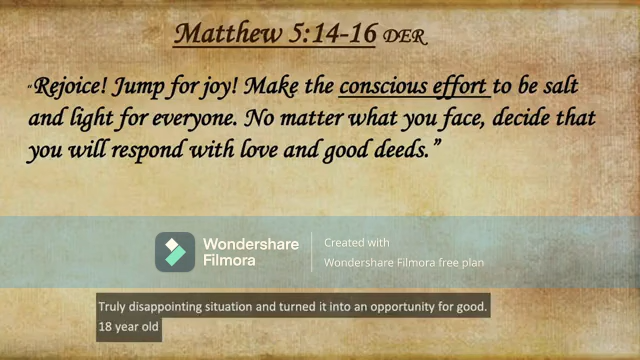 Matthew 5:14-16 DER
“Rejoice! Jump for joy! Make the conscious effort to be salt
and light for everyone. No matter what you face, decide that
you will respond with love and good deeds.”
Wondershare
Filmora
Created with
Wondershare Filmora free plan
Truly disappointing situation and turned it into an opportunity for good.
18 year old